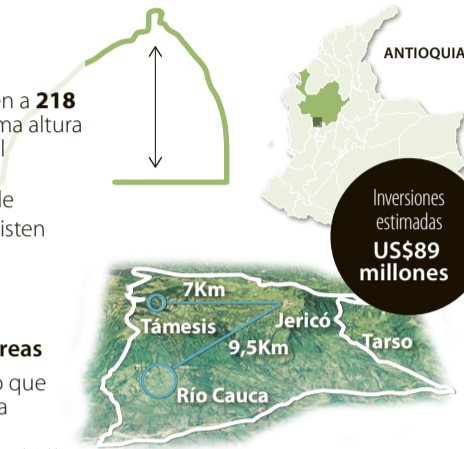 en a 218
ma altura
l
le
isten
reas
o que
a
ANTIOQUIA
Inversiones
estimadas
US$89
millones
7Km
Támesis
Jericó
9,5Km
Tarso
Río Cauca